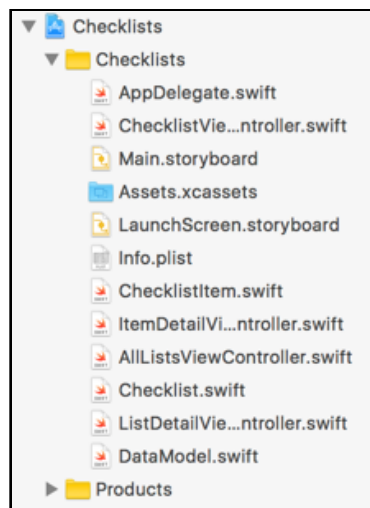 Checklists
Checklists
AppDelegate.swift
ChecklistVie...ntroller.swift
Main.storyboard
Assets.xcassets
LaunchScreen.storyboard
Info.plist
ChecklistItem.swift
ItemDetailVi...ntroller.swift
AllListsViewController.swift
Checklist.swift
ListDetailVie...ntroller.swift
DataModel.swift
Products